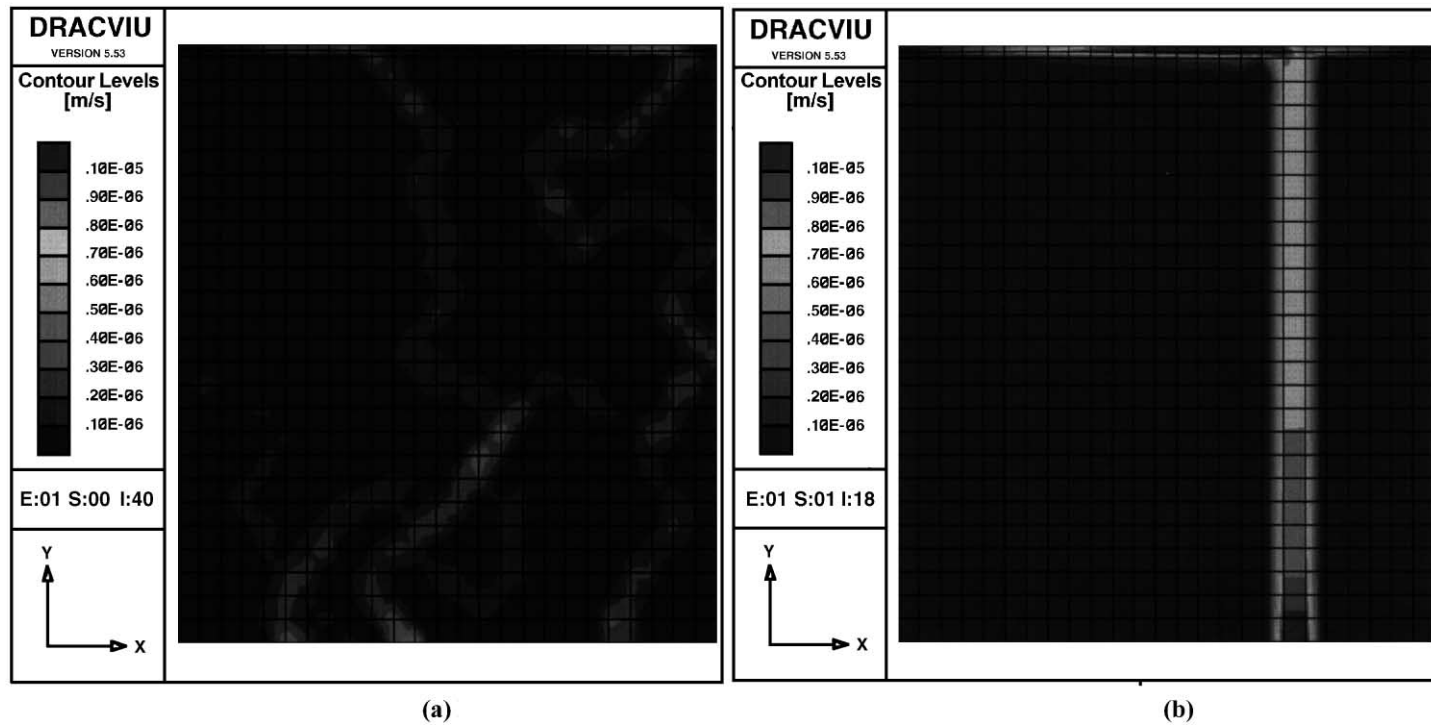 DRACVIU
VERSION 5.53
Contour Levels
[m/s]
.10E-05
.90E-06
.80E-06
.70E-06
.60E-06
.50E-06
.40E-06
.30E-06
.20E-06
.10E-06
E:01 S:00 I:40
Y
X
(a)
DRACVIU
VERSION 5.53
Contour Levels
[m/s]
.10E-05
.90E-06
.80E-06
.70E-06
.60E-06
.50E-06
.40E-06
.30E-06
.20E-06
.10E-06
E:01 S:01 I:18
Y
X
(b)